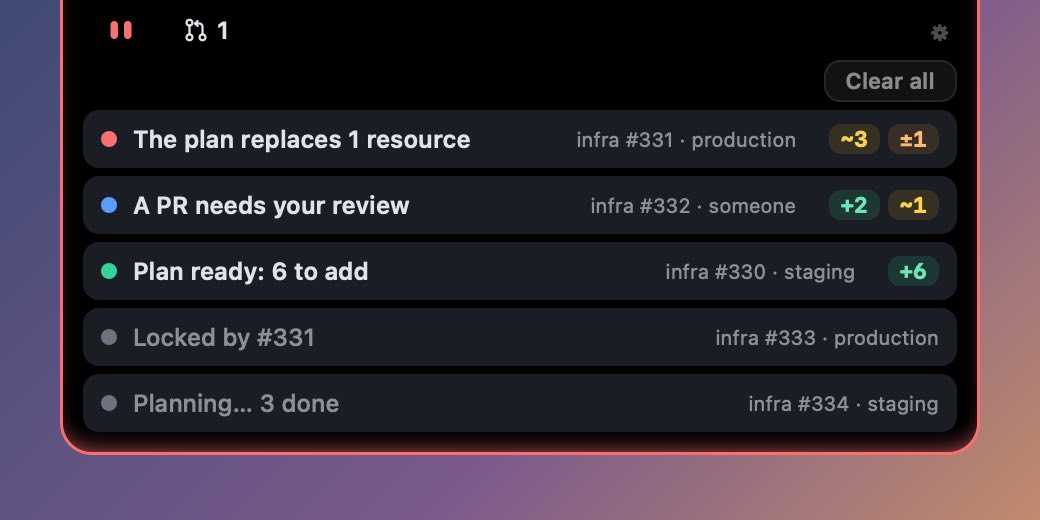 1
Clear all
The plan replaces 1 resource infra #331 · production ~3 ±1
A PR needs your review infra #332 · someone +2 ~1
Plan ready: 6 to add infra #330 · staging +6
Locked by #331 infra #333 · production
Planning... 3 done infra #334 · staging